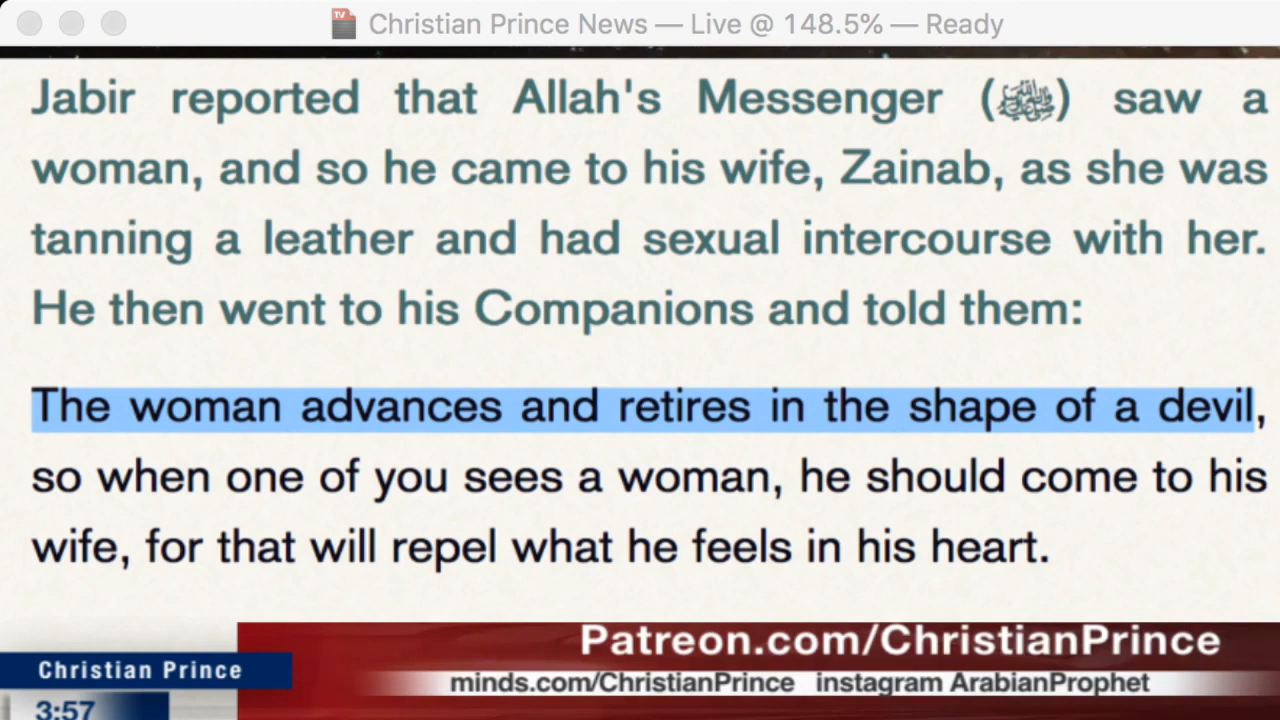 TV
Christian Prince News — Live @ 148.5% — Ready
Jabir reported that Allah's Messenger (ﷺ) saw a
woman, and so he came to his wife, Zainab, as she was
tanning a leather and had sexual intercourse with her.
He then went to his Companions and told them:
The woman advances and retires in the shape of a devil,
so when one of you sees a woman, he should come to his
wife, for that will repel what he feels in his heart.
Patreon.com/ChristianPrince
Christian Prince
minds.com/ChristianPrince instagram ArabianProphet
3:57